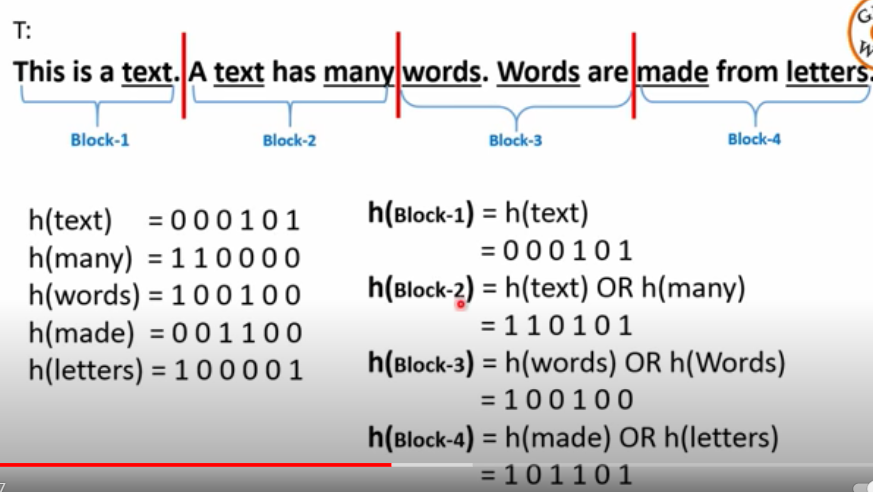 T:
This is a text. A text has many words. Words are made from letters.
Block-1 Block-2 Block-3 Block-4
h(text) = 0 0 0 1 0 1
h(many) = 1 1 0 0 0 0
h(words) = 1 0 0 1 0 0
h(made) = 0 0 1 1 0 0
h(letters) = 1 0 0 0 0 1
h(Block-1) = h(text)
= 0 0 0 1 0 1
h(Block-2) = h(text) OR h(many)
= 1 1 0 1 0 1
h(Block-3) = h(words) OR h(Words)
= 1 0 0 1 0 0
h(Block-4) = h(made) OR h(letters)
= 1 0 1 1 0 1